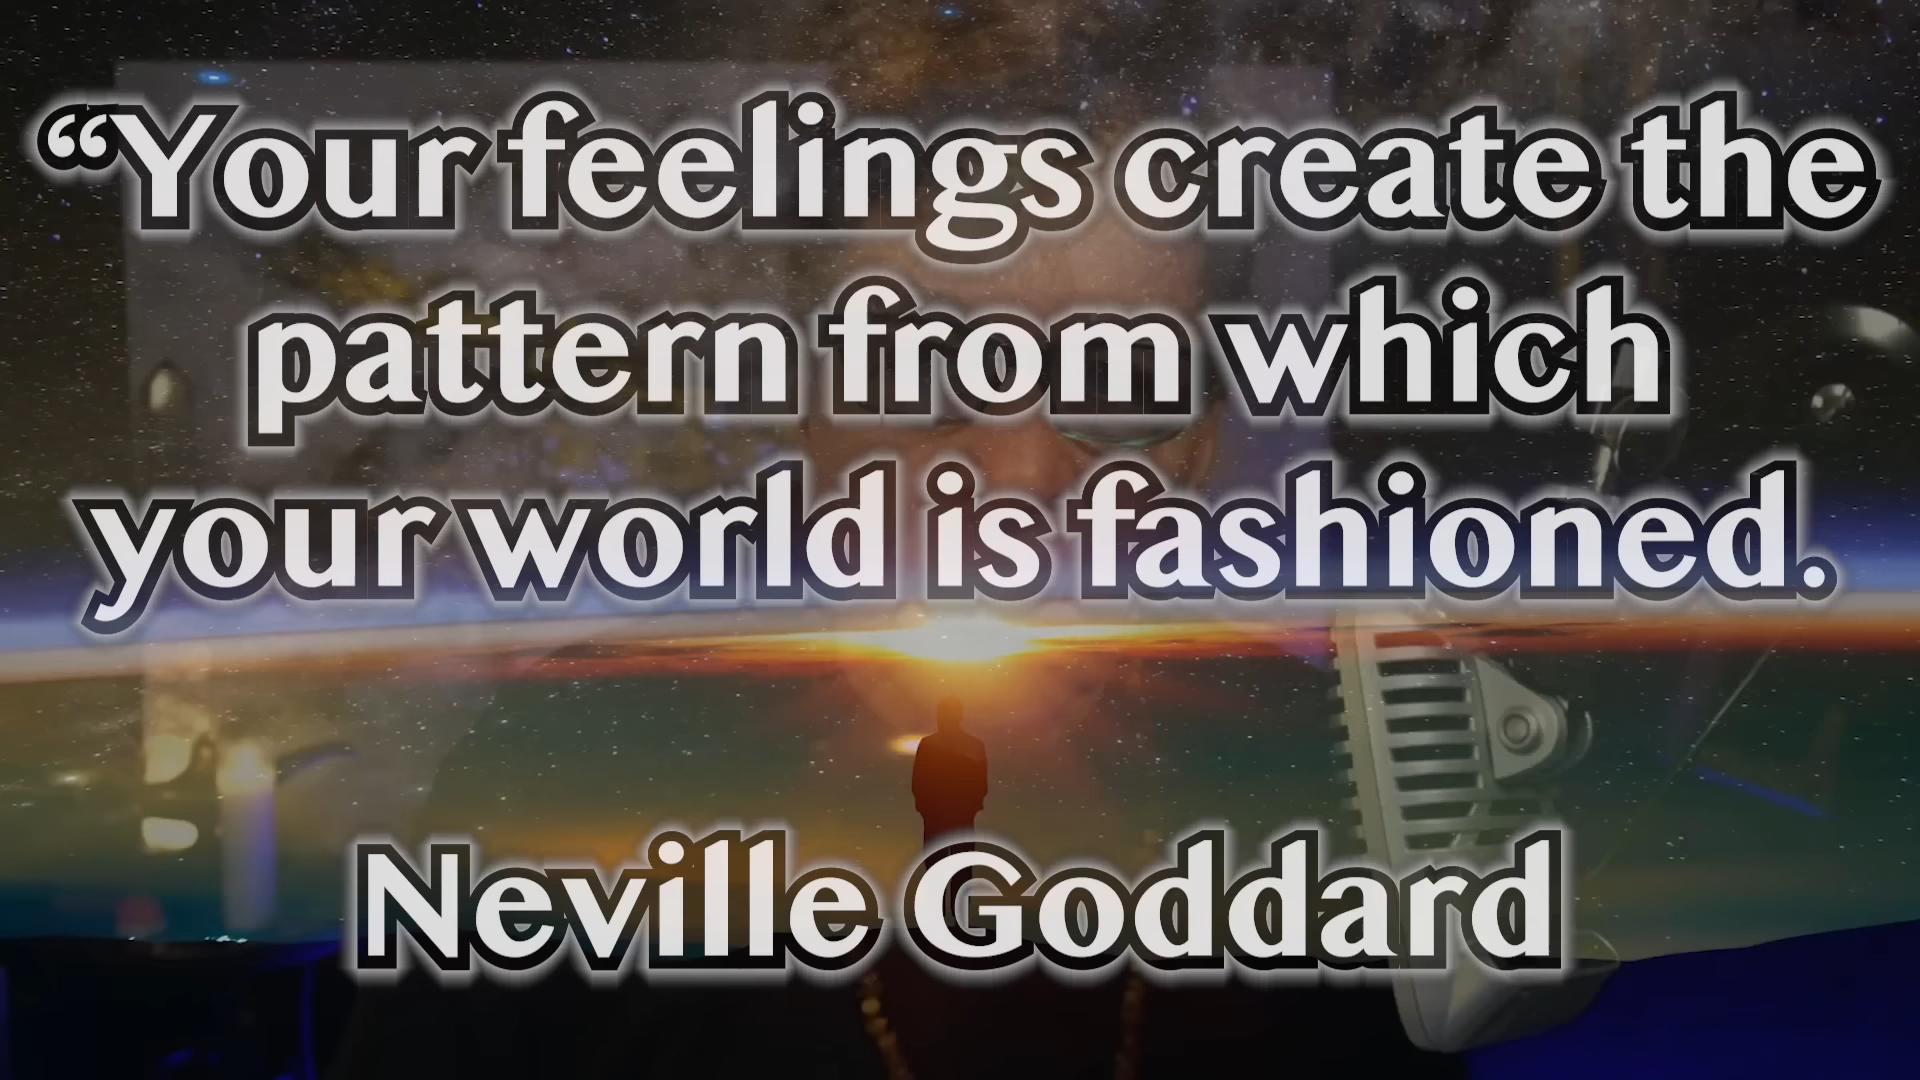 “Your feelings create the
pattern from which
your world is fashioned.
Neville Goddard